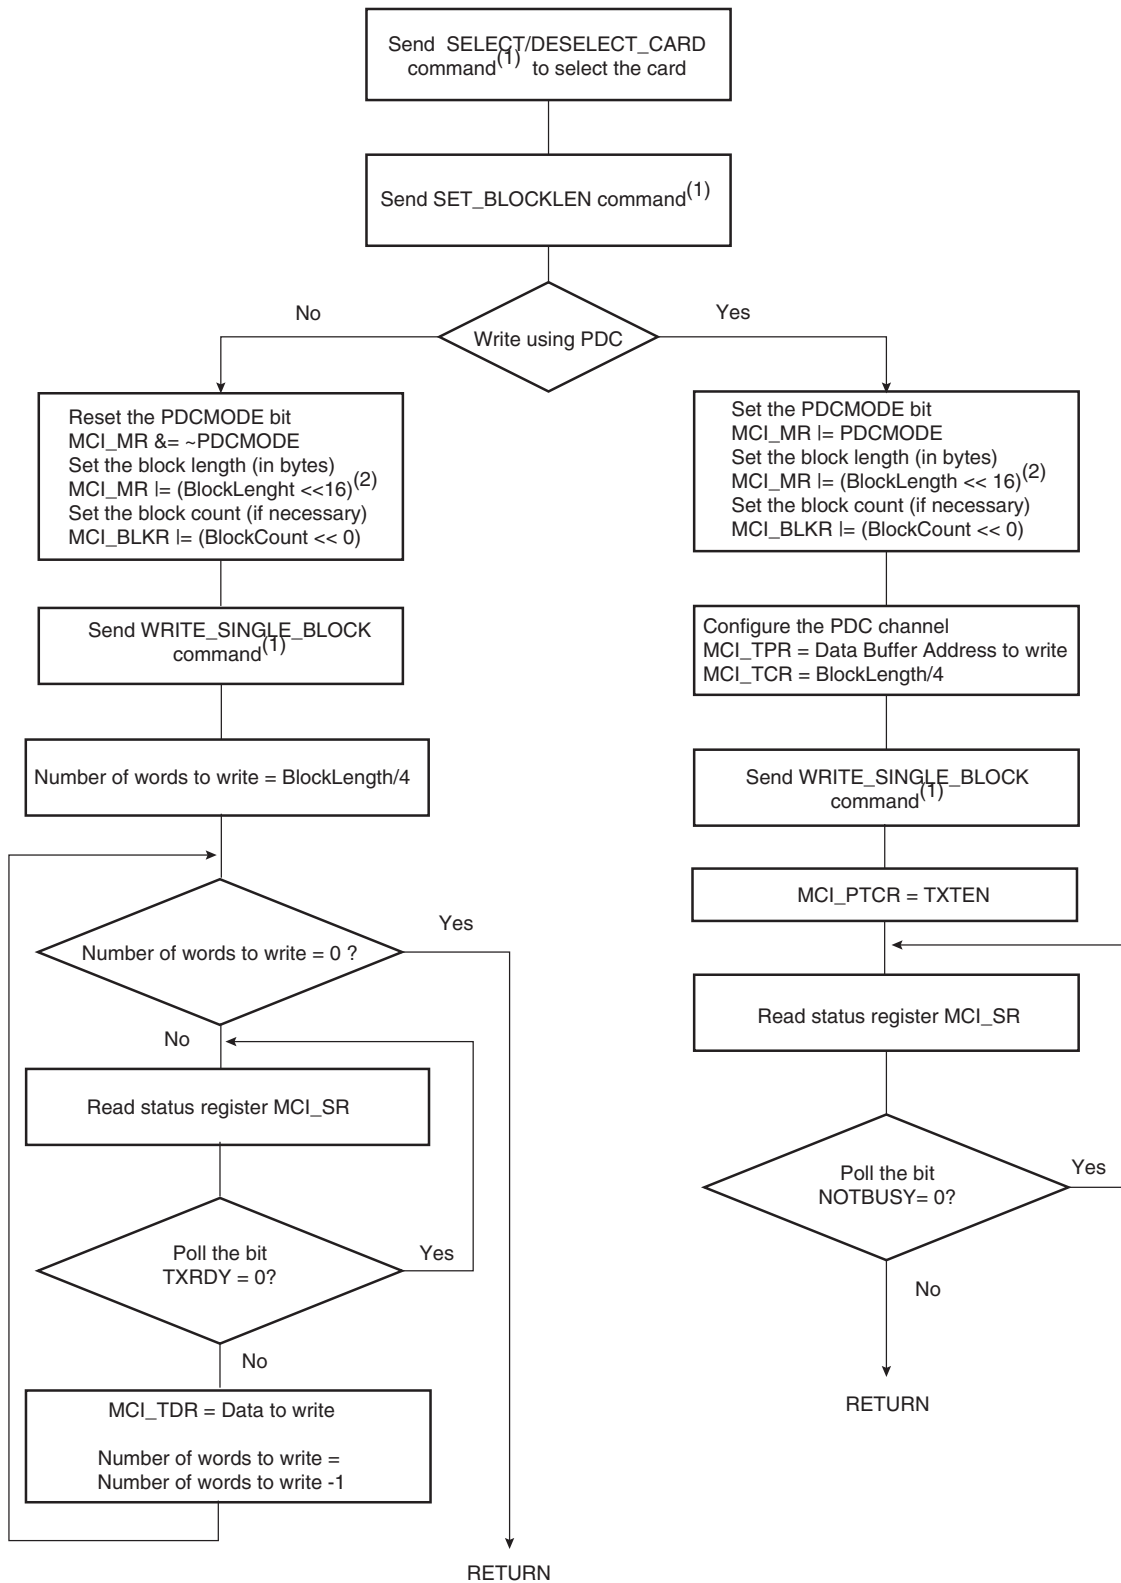 Send SELECT/DESELECT_CARD
command(1) to select the card
Send SET_BLOCKLEN command(1)
No
Yes
Write using PDC
Reset the PDCMODE bit
MCI_MR &= ~PDCMODE
Set the block length (in bytes)
MCI_MR |= (BlockLenght <<16)(2)
Set the block count (if necessary)
MCI_BLKR |= (BlockCount << 0)
Send WRITE_SINGLE_BLOCK
command(1)
Number of words to write = BlockLength/4
Number of words to write = 0 ?
Yes
No
Read status register MCI_SR
Poll the bit
TXRDY = 0?
Yes
No
MCI_TDR = Data to write
Number of words to write =
Number of words to write -1
RETURN
Set the PDCMODE bit
MCI_MR |= PDCMODE
Set the block length (in bytes)
MCI_MR |= (BlockLength << 16)(2)
Set the block count (if necessary)
MCI_BLKR |= (BlockCount << 0)
Configure the PDC channel
MCI_TPR = Data Buffer Address to write
MCI_TCR = BlockLength/4
Send WRITE_SINGLE_BLOCK
command(1)
MCI_PTCR = TXTEN
Read status register MCI_SR
Poll the bit
NOTBUSY= 0?
Yes
No
RETURN